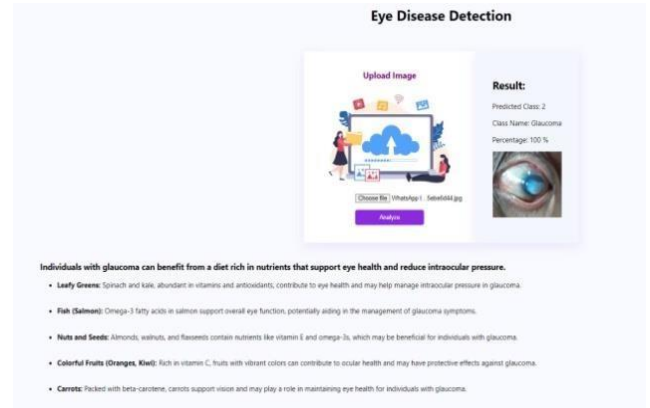 Eye Disease Detection
Upload Image
Result:
Predicted Class: 2
Class Name: Glaucoma
Percentage: 100 %
Choose file WhatsApp I
Analyze
Individuals with glaucoma can benefit from a diet rich in nutrients that support eye health and reduce intraocular pressure.
• Leafy Greens: Spinach and kale, abundant in vitamins and antioxidants, contribute to eye health and may help manage intraocular pressure in glaucoma.
• Fish (Salmon): Omega-3 fatty acids in salmon support overall eye function, potentially aiding in the management of glaucoma symptoms.
• Nuts and Seeds: Almonds, walnuts, and flaxseeds contain nutrients like vitamin E and omega-3s, which may be beneficial for individuals with glaucoma.
• Colorful Fruits (Oranges, Kiwi): Rich in vitamin C, fruits with vibrant colors can contribute to ocular health and may have protective effects against glaucoma.
• Carrots: Packed with beta-carotene, carrots support vision and may play a role in maintaining eye health for individuals with glaucoma.